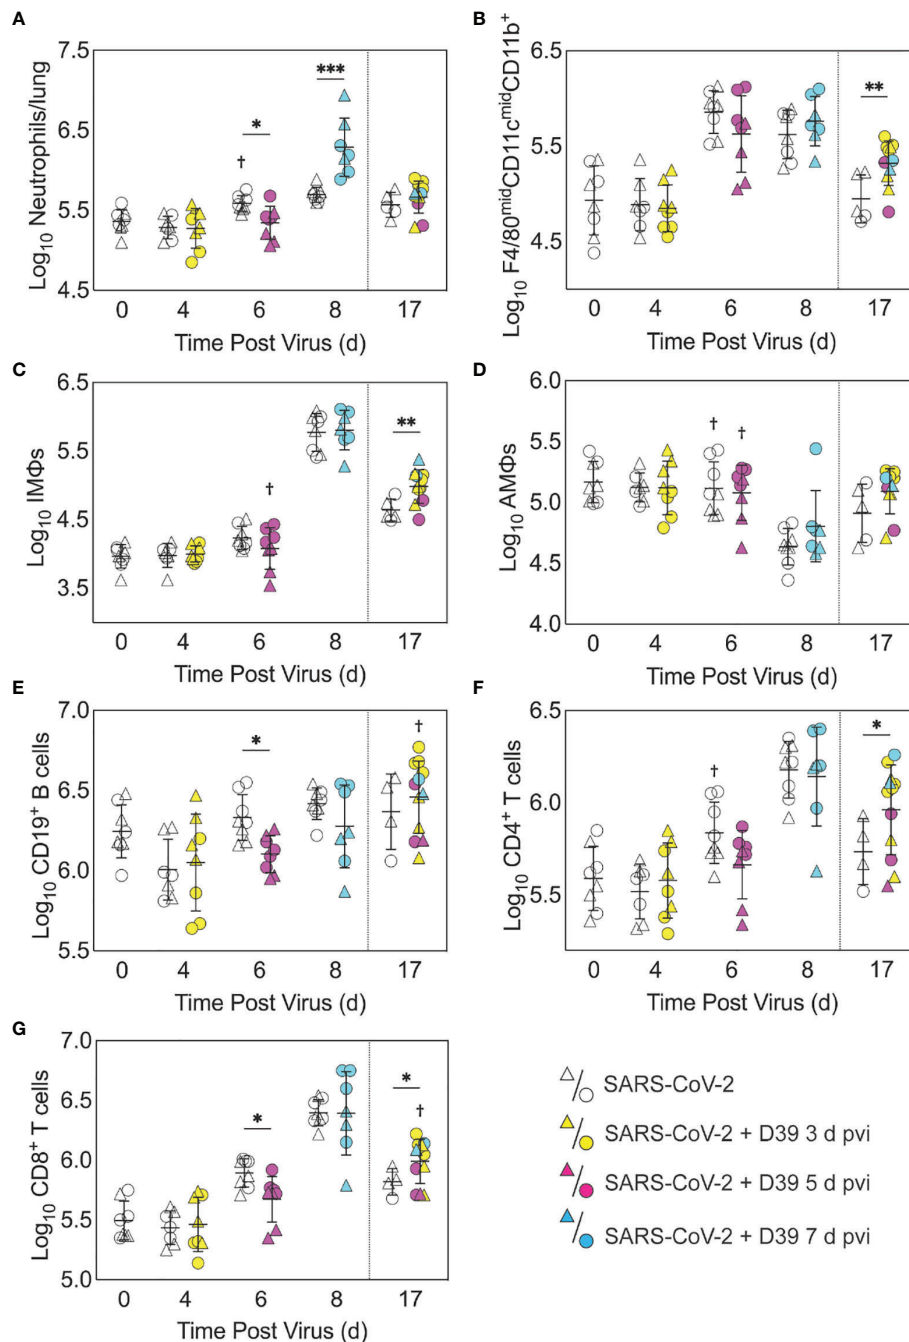 A
Log10 Neutrophils/lung
7.5
6.5
5.5
4.5
†
*
***
0 4 6 8 17
Time Post Virus (d)
B
Log10 F4/80midCD11cmidCD11b+
6.5
5.5
4.5
**
0 4 6 8 17
Time Post Virus (d)
C
Log10 IMΦs
6.5
5.5
4.5
3.5
†
**
0 4 6 8 17
Time Post Virus (d)
D
Log10 AMΦs
6.0
5.5
5.0
4.5
4.0
† †
0 4 6 8 17
Time Post Virus (d)
E
Log10 CD19+ B cells
7.0
6.5
6.0
5.5
*
†
0 4 6 8 17
Time Post Virus (d)
F
Log10 CD4+ T cells
6.5
6.0
5.5
†
*
0 4 6 8 17
Time Post Virus (d)
G
Log10 CD8+ T cells
7.0
6.5
6.0
5.5
5.0
*
*
†
0 4 6 8 17
Time Post Virus (d)
SARS-CoV-2
SARS-CoV-2 + D39 3 d pvi
SARS-CoV-2 + D39 5 d pvi
SARS-CoV-2 + D39 7 d pvi